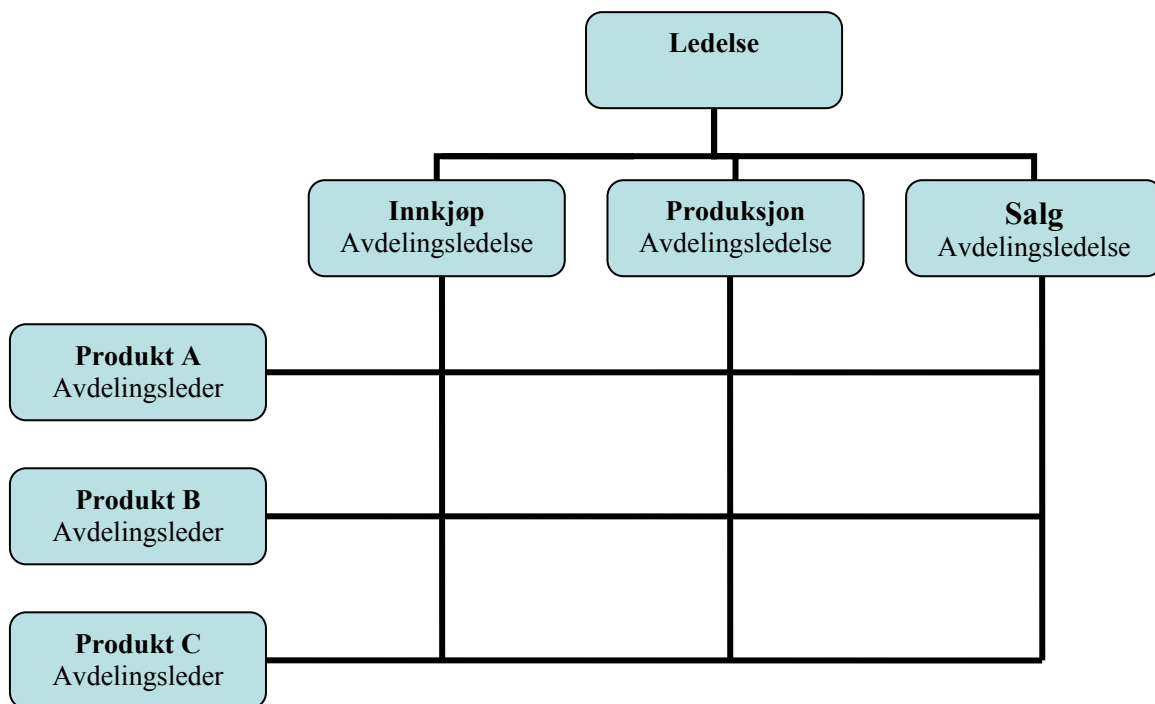 Ledelse
Innkjøp
Avdelingsledelse
Produksjon
Avdelingsledelse
Salg
Avdelingsledelse
Produkt A
Avdelingsleder
Produkt B
Avdelingsleder
Produkt C
Avdelingsleder